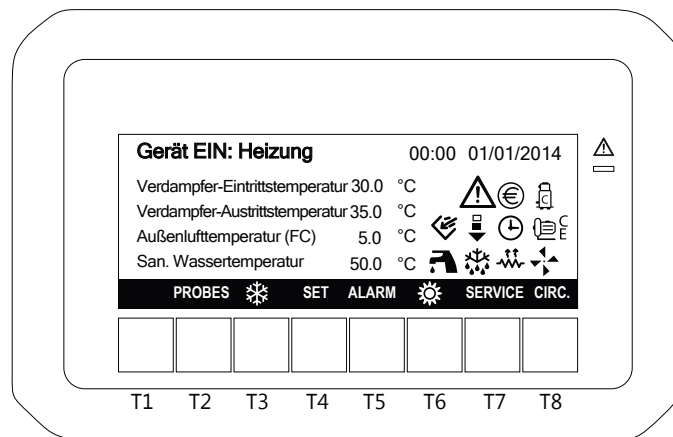 Gerät EIN: Heizung 00:00 01/01/2014
Verdampfer-Eintrittstemperatur 30.0 °C
Verdampfer-Austrittstemperatur 35.0 °C
Außenlufttemperatur (FC) 5.0 °C
San. Wassertemperatur 50.0 °C
€ C
C
E
PROBES SET ALARM SERVICE CIRC.
T1 T2 T3 T4 T5 T6 T7 T8